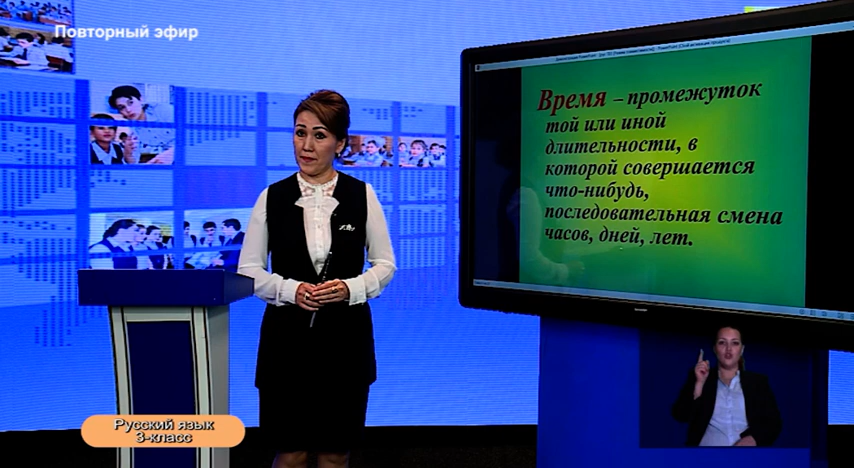 Повторный эфир
Время – промежуток
той или иной
длительности, в
которой совершается
что-нибудь,
последовательная смена
часов, дней, лет.
Русский язык
3-класс